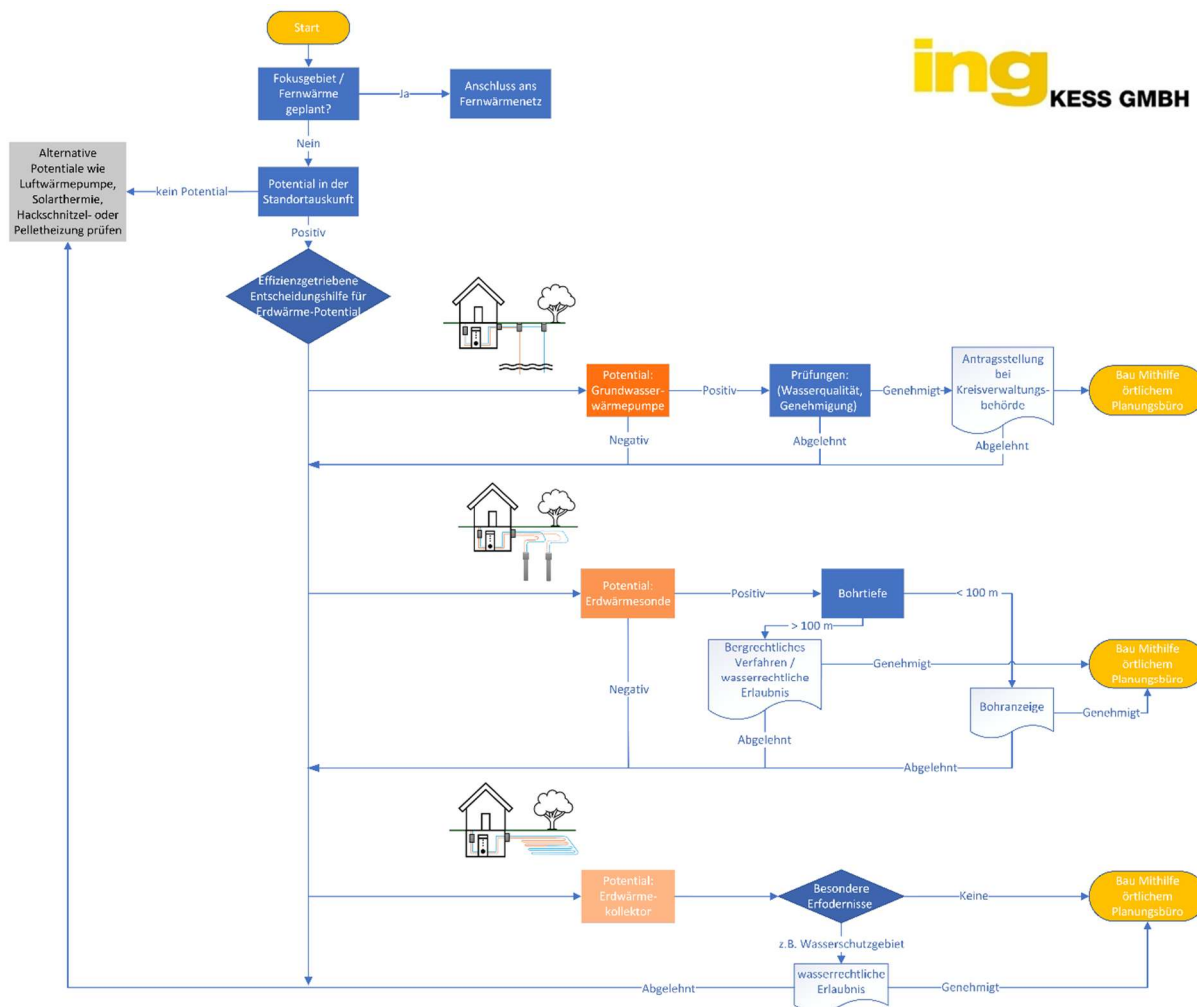 Start
ing
KESS GMBH
Fokusgebiet /
Fernwärme
geplant?
Ja
Anschluss ans
Fernwärmenetz
Nein
Alternative
Potentiale wie
Luftwärmepumpe,
Solarthermie,
Hackschnitzel- oder
Pelletheizung prüfen
kein Potential
Potential in der
Standortauskunft
Positiv
Effizienzgetriebene
Entscheidungshilfe für
Erdwärme-Potential
Potential:
Grundwasser-
wärmepumpe
Positiv
Prüfungen:
(Wasserqualität,
Genehmigung)
Genehmigt
Antragsstellung
bei
Kreisverwaltungs-
behörde
Bau Mithilfe
örtlichem
Planungsbüro
Negativ
Abgelehnt
Abgelehnt
Potential:
Erdwärmesonde
Positiv
Bohrtiefe
< 100 m
> 100 m
Bergrechtliches
Verfahren /
wasserrechtliche
Erlaubnis
Genehmigt
Bau Mithilfe
örtlichem
Planungsbüro
Negativ
Bohranzeige
Genehmigt
Abgelehnt
Abgelehnt
Potential:
Erdwärme-
kollektor
Besondere
Erfodernisse
Keine
Bau Mithilfe
örtlichem
Planungsbüro
z.B. Wasserschutzgebiet
Abgelehnt
wasserrechtliche
Erlaubnis
Genehmigt